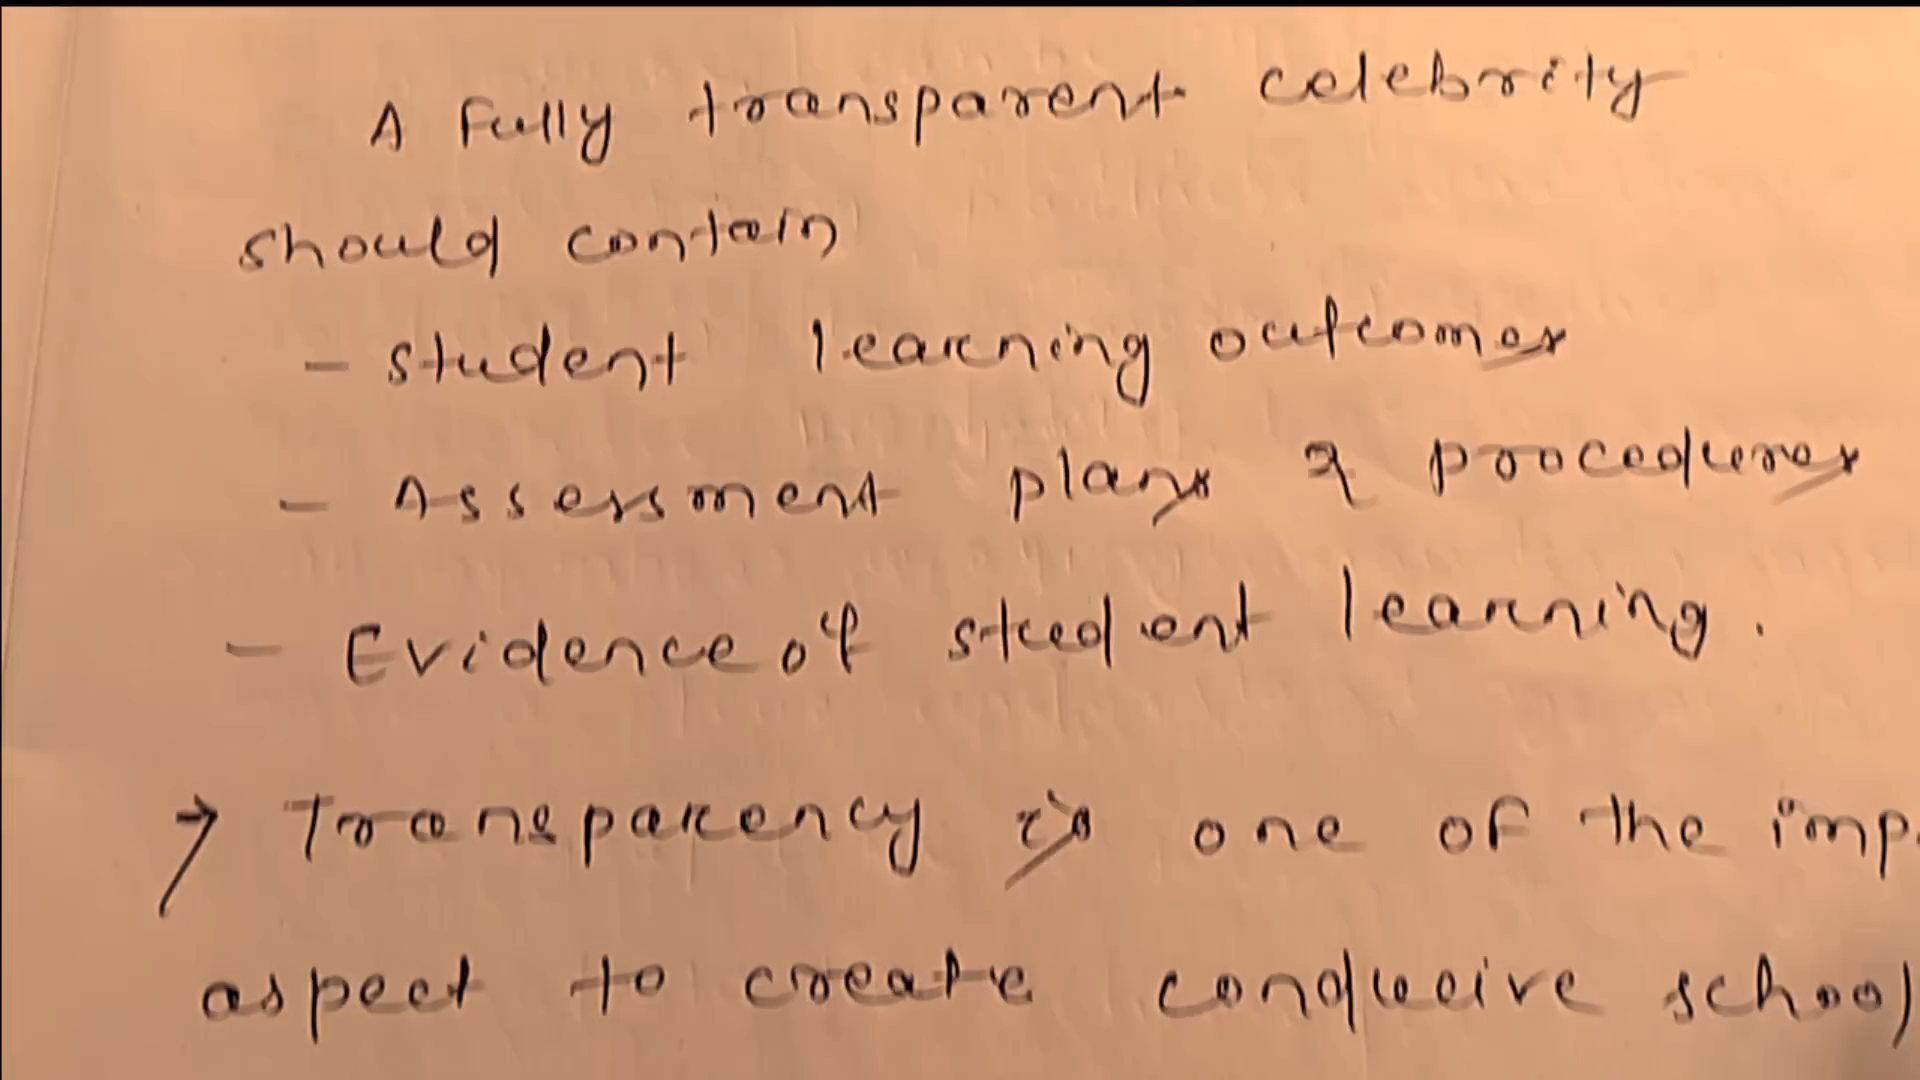 A Fully transparent celebrity
should contain
- student learning outcomes
- Assessment plans & procedures
- Evidence of student learning.
→ Transparency is one of the imp.
aspect to create conducive school